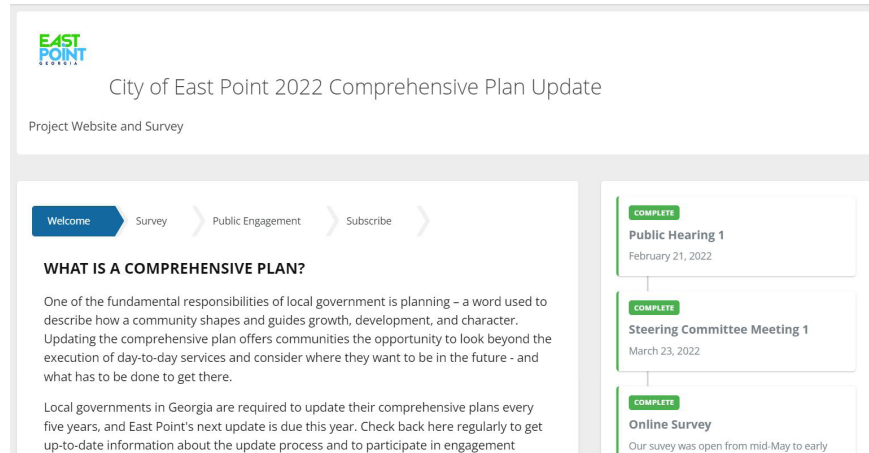 EAST
POINT
GEORGIA
City of East Point 2022 Comprehensive Plan Update
Project Website and Survey
Welcome
Survey
Public Engagement
Subscribe
WHAT IS A COMPREHENSIVE PLAN?
One of the fundamental responsibilities of local government is planning – a word used to
describe how a community shapes and guides growth, development, and character.
Updating the comprehensive plan offers communities the opportunity to look beyond the
execution of day-to-day services and consider where they want to be in the future - and
what has to be done to get there.
Local governments in Georgia are required to update their comprehensive plans every
five years, and East Point's next update is due this year. Check back here regularly to get
up-to-date information about the update process and to participate in engagement
COMPLETE
Public Hearing 1
February 21, 2022
COMPLETE
Steering Committee Meeting 1
March 23, 2022
COMPLETE
Online Survey
Our suvey was open from mid-May to early